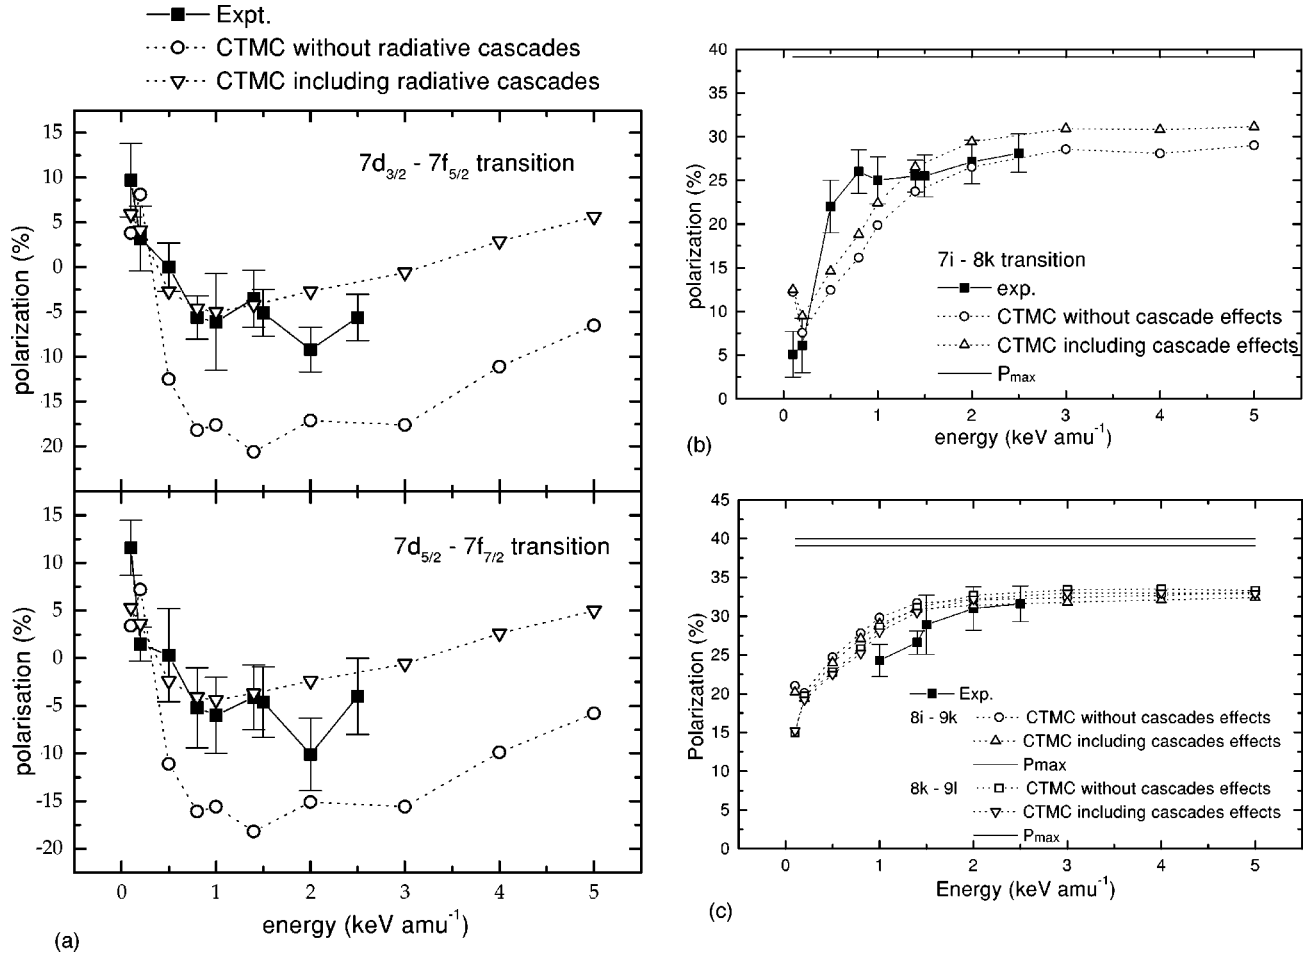 Expt.
CTMC without radiative cascades
CTMC including radiative cascades
15
10
5
0
-5
-10
-15
-20
polarization (%)
7d3/2 - 7f5/2 transition
15
10
5
0
-5
-10
-15
-20
polarisation (%)
7d5/2 - 7f7/2 transition
0 1 2 3 4 5
energy (keV amu-1)
(a)
40
35
30
25
20
15
10
5
0
polarization (%)
7i - 8k transition
exp.
CTMC without cascade effects
CTMC including cascade effects
Pmax
0 1 2 3 4 5
energy (keV amu-1)
(b)
45
40
35
30
25
20
15
10
5
0
Polarization (%)
Exp.
8i - 9k CTMC without cascades effects
CTMC including cascades effects
Pmax
8k - 9l CTMC without cascades effects
CTMC including cascades effects
Pmax
0 1 2 3 4 5
Energy (keV amu-1)
(c)